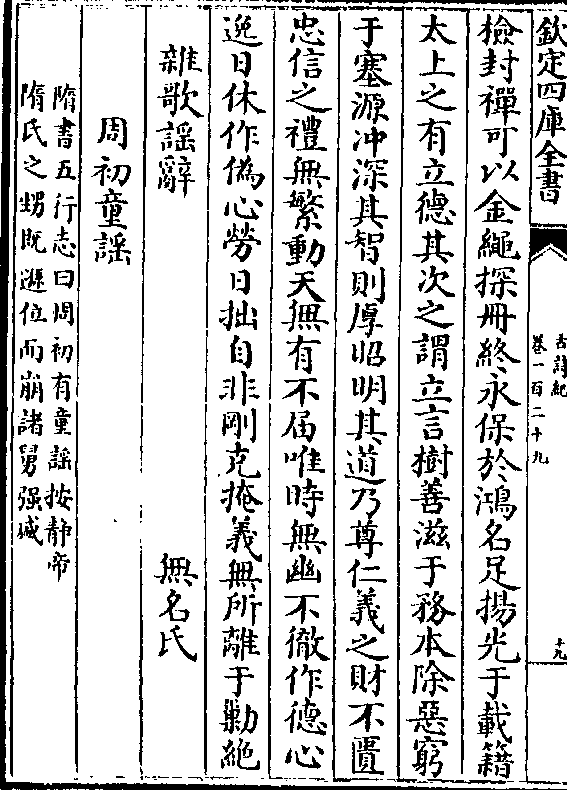 欽定四庫全書
古詩紀
卷一百二十九
十九
檢封禪可以金繩探冊終永保於鴻名足揚光于載籍
太上之有立德其次之謂立言樹善滋于務本除惡窮
于塞源冲深其智則厚昭明其道乃尊仁義之財不匱
忠信之禮無繁動天無有不届唯時無幽不徹作德心
逸日休作偽心勞日拙自非剛克掩義無所離于勦絶
雜歌謡辭　無名氏
周初童謡
隋書五行志曰周初有童謡按静帝
隋氏之甥既遜位而崩諸舅强盛